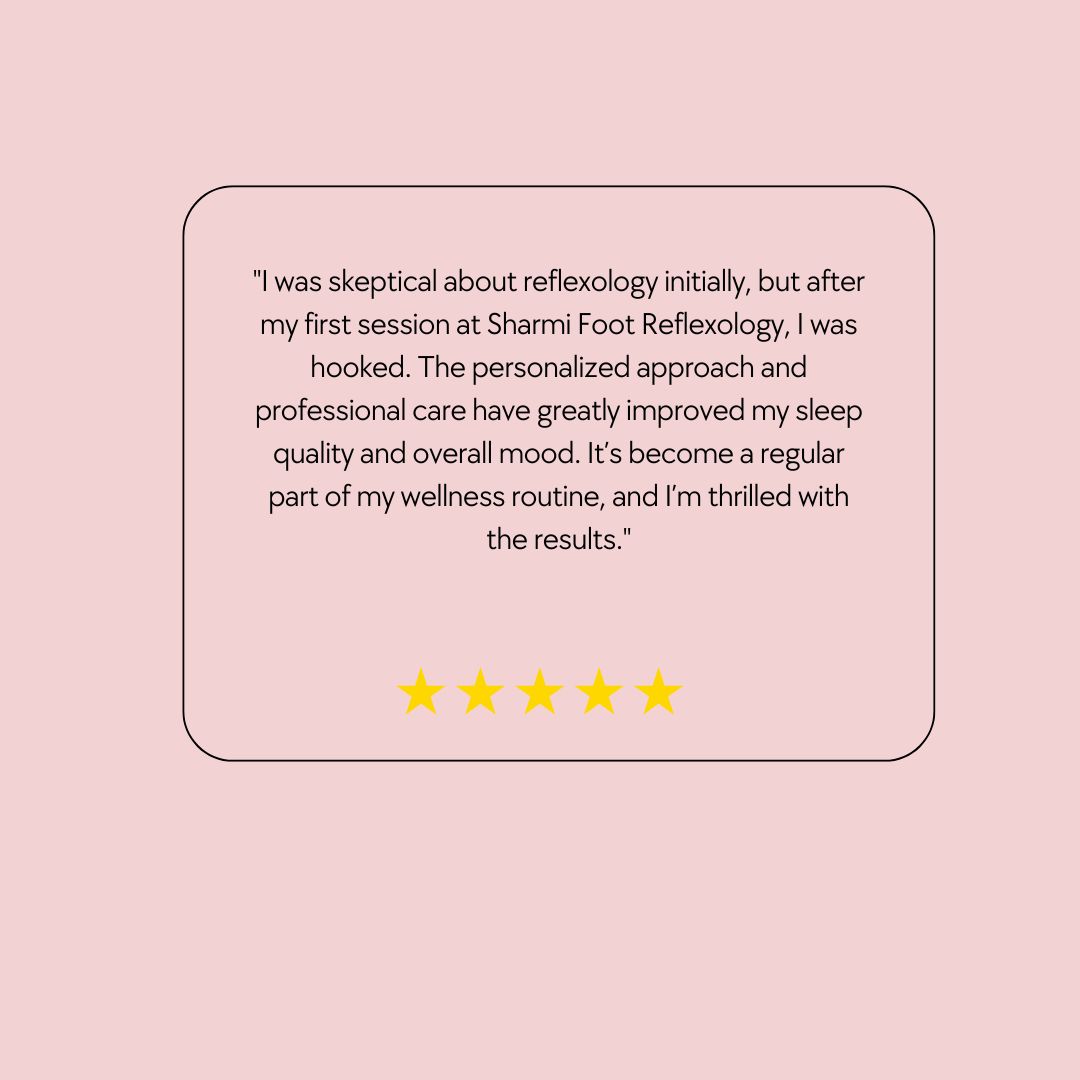 "I was skeptical about reflexology initially, but after
my first session at Sharmi Foot Reflexology, I was
hooked. The personalized approach and
professional care have greatly improved my sleep
quality and overall mood. It’s become a regular
part of my wellness routine, and I’m thrilled with
the results."